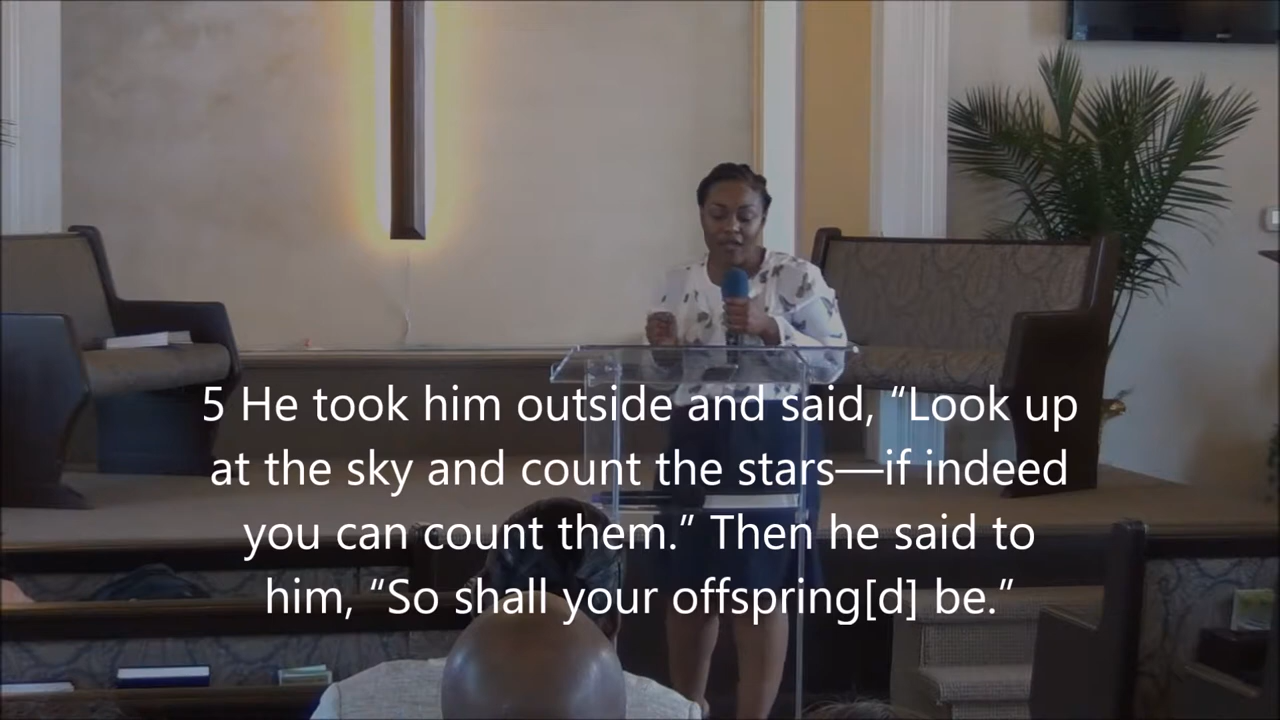 5 He took him outside and said, “Look up
at the sky and count the stars—if indeed
you can count them.” Then he said to
him, “So shall your offspring[d] be.”